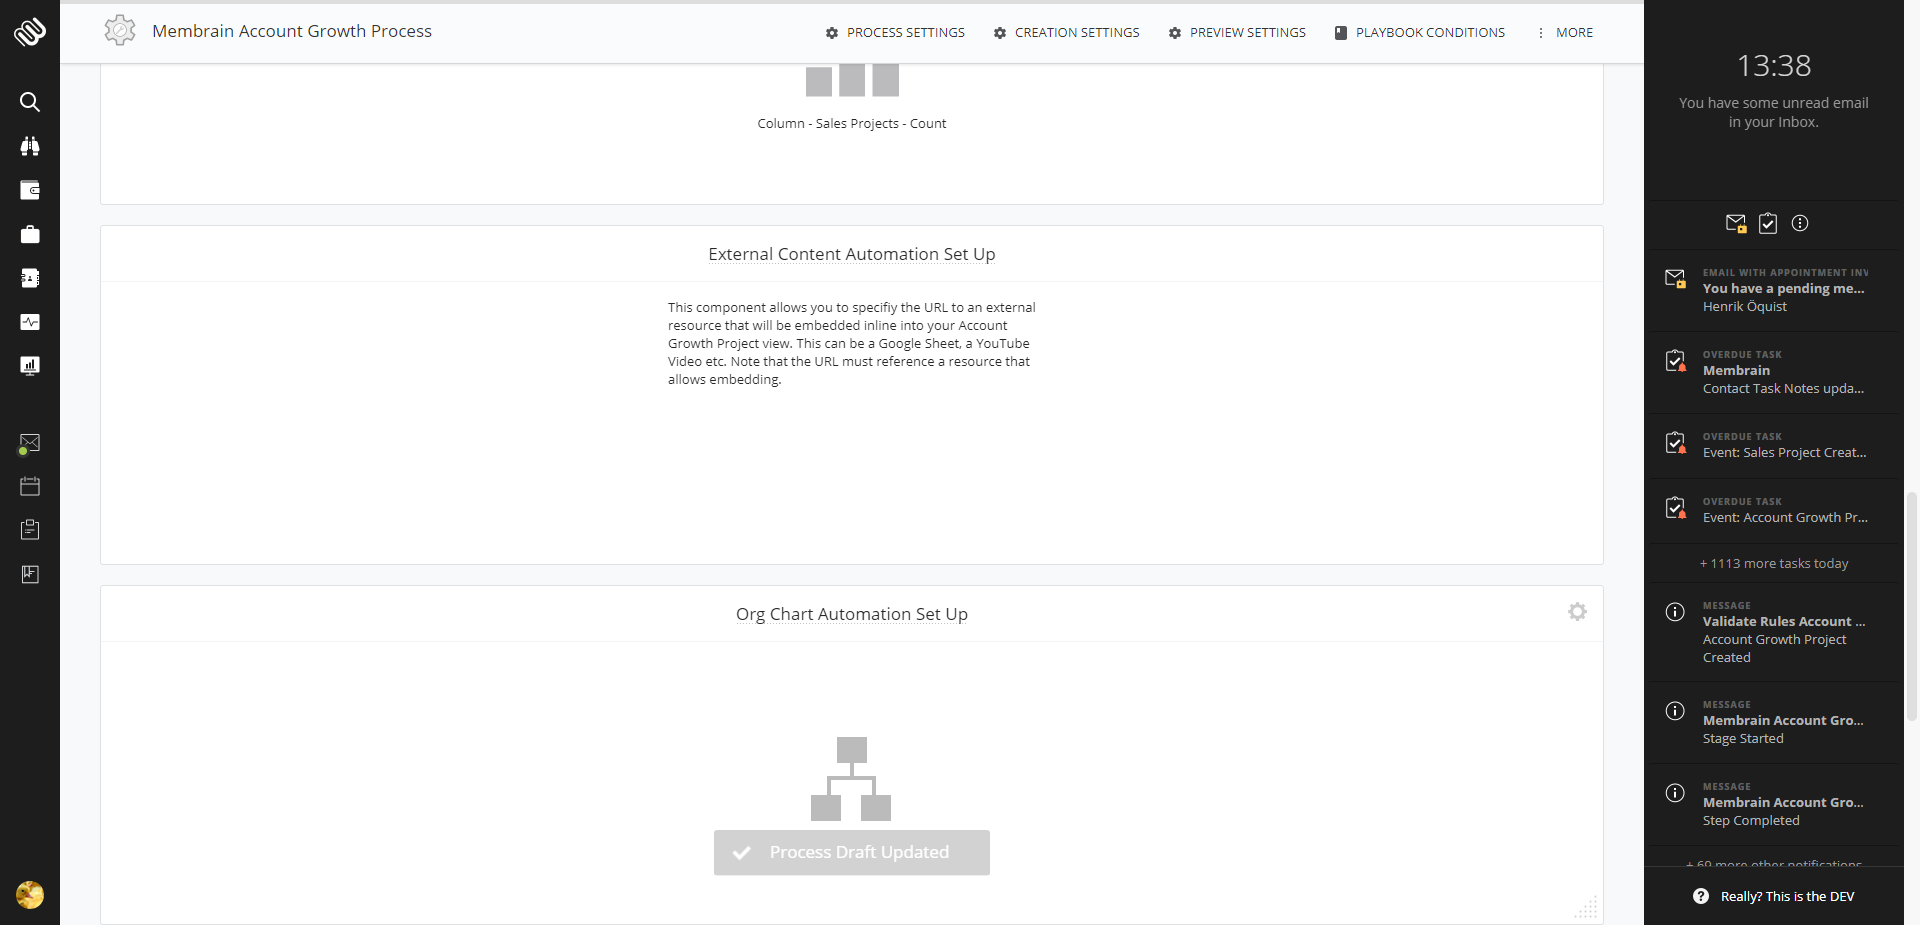 Membrain Account Growth Process
PROCESS SETTINGS
CREATION SETTINGS
PREVIEW SETTINGS
PLAYBOOK CONDITIONS
MORE
Column - Sales Projects - Count
External Content Automation Set Up
This component allows you to specifiy the URL to an external
resource that will be embedded inline into your Account
Growth Project view. This can be a Google Sheet, a YouTube
Video etc. Note that the URL must reference a resource that
allows embedding.
Org Chart Automation Set Up
Process Draft Updated
13:38
You have some unread email
in your Inbox.
EMAIL WITH APPOINTMENT INV
You have a pending me...
Henrik Öquist
OVERDUE TASK
Membrain
Contact Task Notes upda...
OVERDUE TASK
Event: Sales Project Creat...
OVERDUE TASK
Event: Account Growth Pr...
+ 1113 more tasks today
MESSAGE
Validate Rules Account ...
Account Growth Project
Created
MESSAGE
Membrain Account Gro...
Stage Started
MESSAGE
Membrain Account Gro...
Step Completed
+ 69 more other notifications
Really? This is the DEV